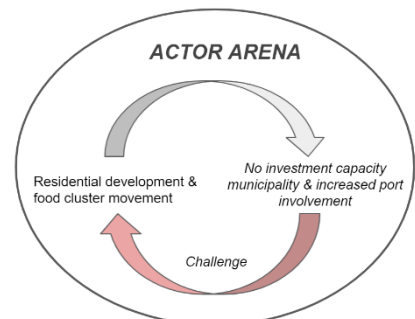 ACTOR ARENA
Residential development &
food cluster movement
No investment capacity
municipality & increased port
involvement
Challenge